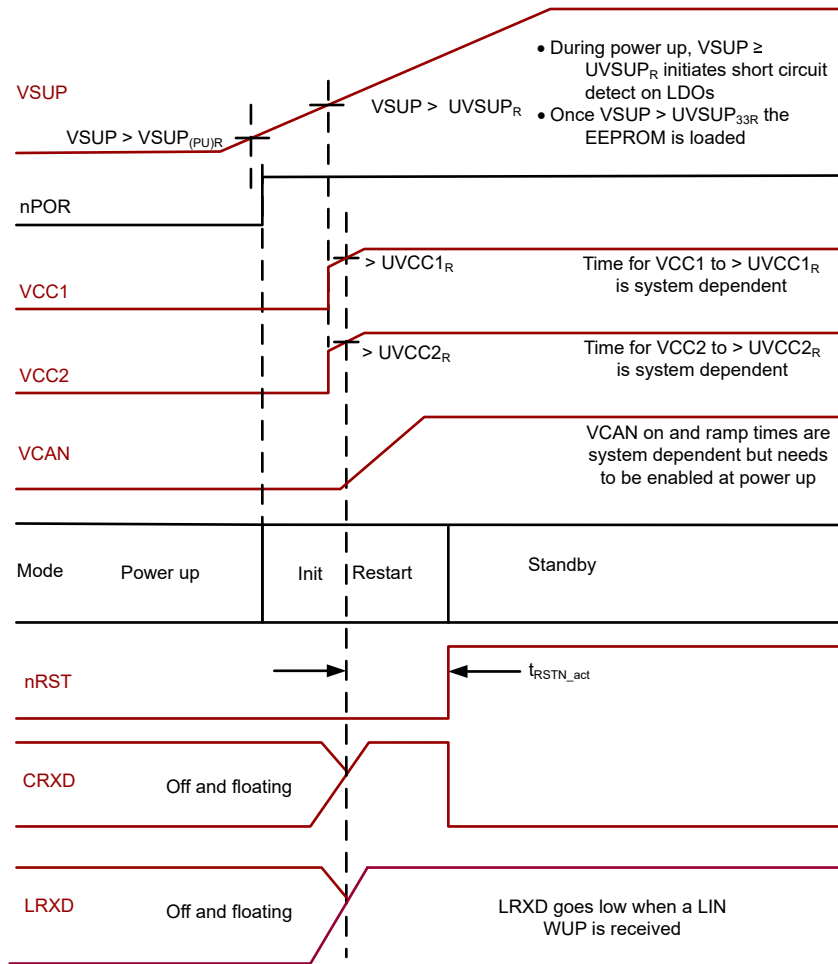 • During power up, VSUP ≥
UVSUPR initiates short circuit
detect on LDOs
VSUP
VSUP > UVSUPR
• Once VSUP > UVSUP33R the
EEPROM is loaded
VSUP > VSUP(PU)R
nPOR
> UVCC1R
Time for VCC1 to > UVCC1R
is system dependent
VCC1
> UVCC2R
Time for VCC2 to > UVCC2R
is system dependent
VCC2
VCAN
VCAN on and ramp times are
system dependent but needs
to be enabled at power up
Mode
Power up
Init
Restart
Standby
nRST
tRSTN_act
CRXD
Off and floating
LRXD
Off and floating
LRXD goes low when a LIN
WUP is received